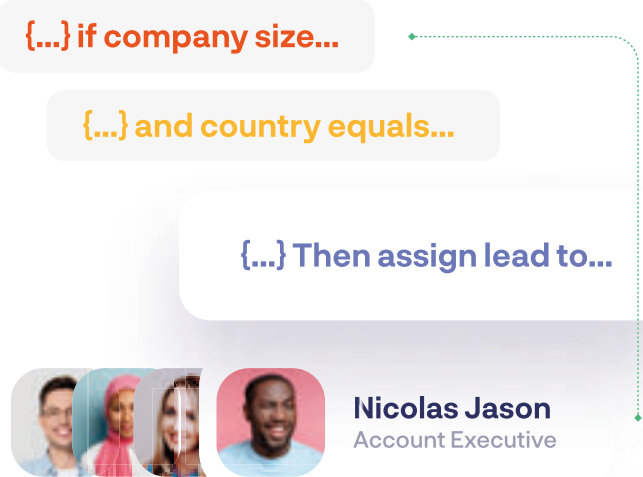 {...} if company size...
{...} and country equals...
{...} Then assign lead to...
Nicolas Jason
Account Executive